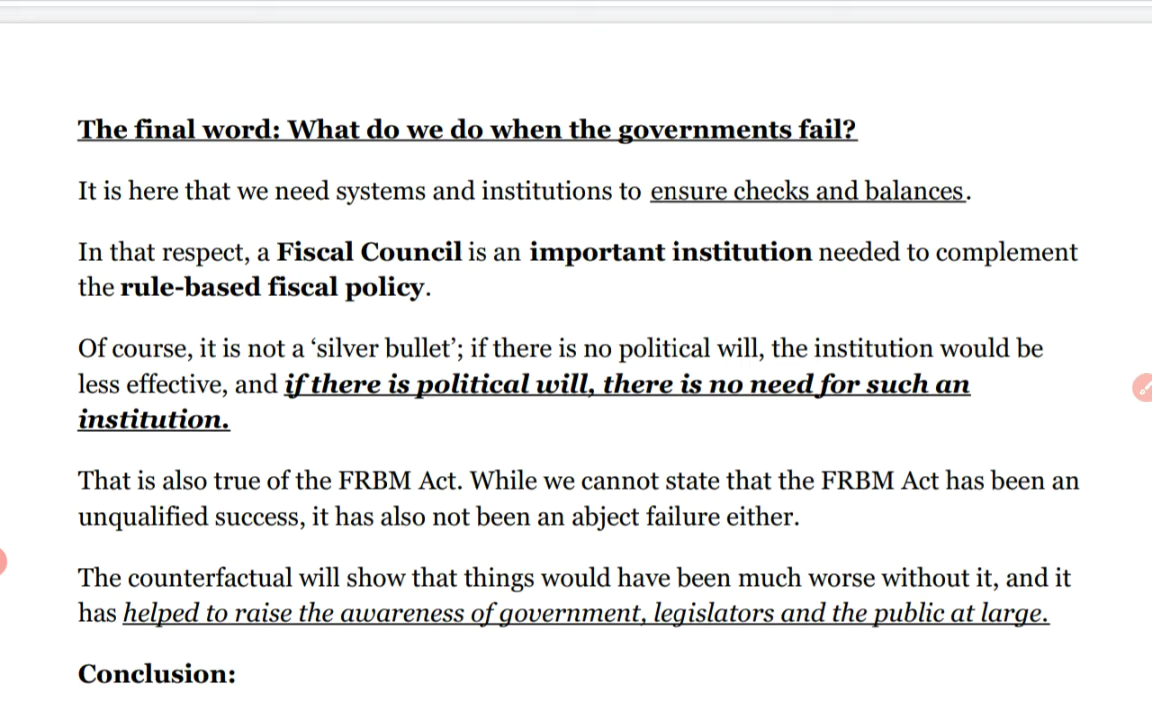 The final word: What do we do when the governments fail?
It is here that we need systems and institutions to ensure checks and balances.
In that respect, a Fiscal Council is an important institution needed to complement
the rule-based fiscal policy.
Of course, it is not a ‘silver bullet’; if there is no political will, the institution would be
less effective, and if there is political will, there is no need for such an
institution.
That is also true of the FRBM Act. While we cannot state that the FRBM Act has been an
unqualified success, it has also not been an abject failure either.
The counterfactual will show that things would have been much worse without it, and it
has helped to raise the awareness of government, legislators and the public at large.
Conclusion: